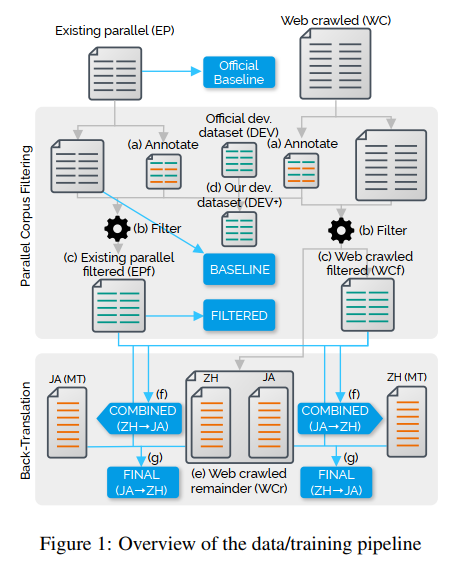 Existing parallel (EP)
Web crawled (WC)
Official
Baseline
Parallel Corpus Filtering
Official dev.
dataset (DEV)
(a) Annotate
(a) Annotate
(d) Our dev.
dataset (DEV+)
(b) Filter
(b) Filter
(c) Existing parallel
filtered (EPf)
BASELINE
(c) Web crawled
filtered (WCf)
FILTERED
Back-Translation
JA (MT)
ZH
JA
ZH (MT)
(f)
(f)
COMBINED
(ZH→JA)
COMBINED
(JA→ZH)
(g)
(g)
FINAL
(JA→ZH)
(e) Web crawled
remainder (WCr)
FINAL
(ZH→JA)
Figure 1: Overview of the data/training pipeline